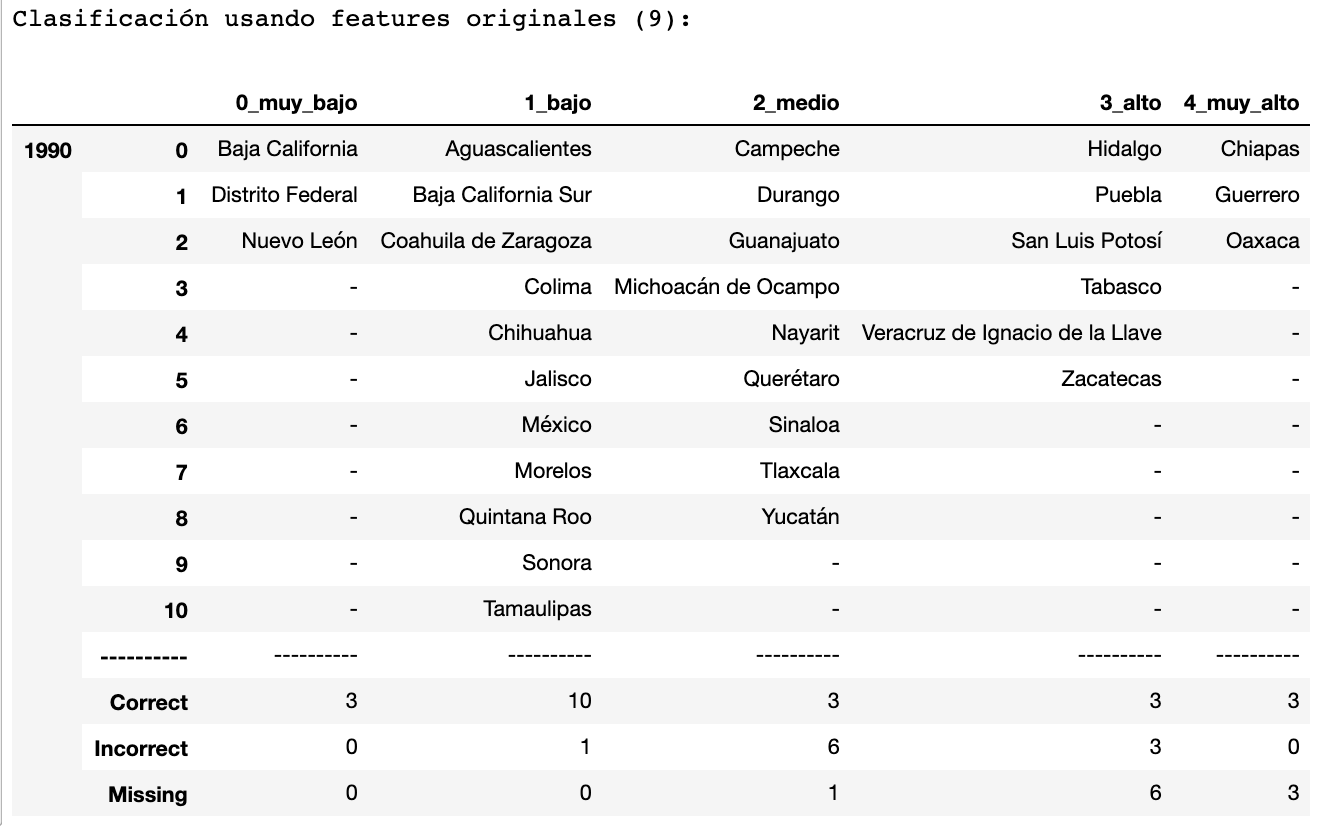 Clasificación usando features originales (9):
0_muy_bajo 1_bajo 2_medio 3_alto 4_muy_alto
1990 0 Baja California Aguascalientes Campeche Hidalgo Chiapas
1 Distrito Federal Baja California Sur Durango Puebla Guerrero
2 Nuevo León Coahuila de Zaragoza Guanajuato San Luis Potosí Oaxaca
3 - Colima Michoacán de Ocampo Tabasco -
4 - Chihuahua Nayarit Veracruz de Ignacio de la Llave -
5 - Jalisco Querétaro Zacatecas -
6 - México Sinaloa - -
7 - Morelos Tlaxcala - -
8 - Quintana Roo Yucatán - -
9 - Sonora - - -
10 - Tamaulipas - - -
---------- ---------- ---------- ---------- ---------- ----------
Correct 3 10 3 3 3
Incorrect 0 1 6 3 0
Missing 0 0 1 6 3